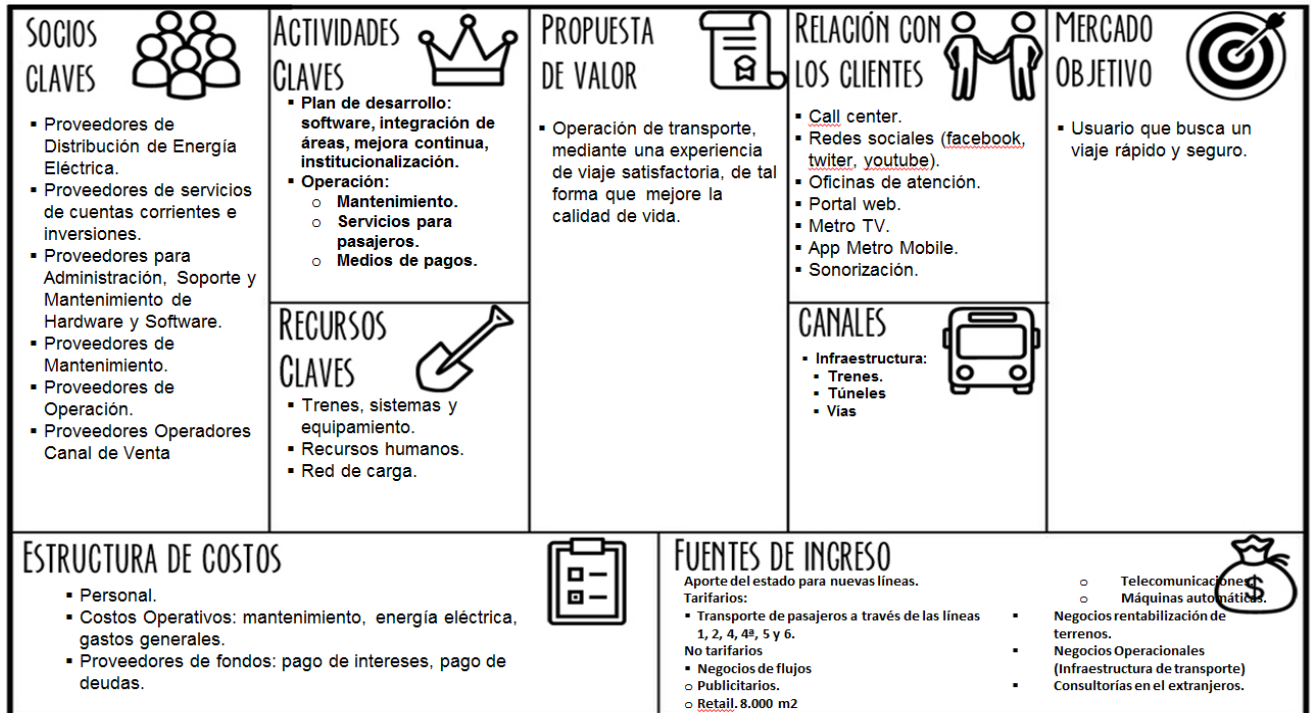 SOCIOS
CLAVES
▪ Proveedores de
Distribución de Energía
Eléctrica.
▪ Proveedores de servicios
de cuentas corrientes e
inversiones.
▪ Proveedores para
Administración, Soporte y
Mantenimiento de
Hardware y Software.
▪ Proveedores de
Mantenimiento.
▪ Proveedores de
Operación.
▪ Proveedores Operadores
Canal de Venta
ACTIVIDADES
CLAVES
▪ Plan de desarrollo:
software, integración de
áreas, mejora continua,
institucionalización.
▪ Operación:
o Mantenimiento.
o Servicios para
pasajeros.
o Medios de pagos.
RECURSOS
CLAVES
▪ Trenes, sistemas y
equipamiento.
▪ Recursos humanos.
▪ Red de carga.
PROPUESTA
DE VALOR
▪ Operación de transporte,
mediante una experiencia
de viaje satisfactoria, de tal
forma que mejore la
calidad de vida.
RELACIÓN CON
LOS CLIENTES
▪ Call center.
▪ Redes sociales (facebook,
twiter, youtube).
▪ Oficinas de atención.
▪ Portal web.
▪ Metro TV.
▪ App Metro Mobile.
▪ Sonorización.
CANALES
▪ Infraestructura:
▪ Trenes.
▪ Túneles
▪ Vías
MERCADO
OBJETIVO
▪ Usuario que busca un
viaje rápido y seguro.
ESTRUCTURA DE COSTOS
▪ Personal.
▪ Costos Operativos: mantenimiento, energía eléctrica,
gastos generales.
▪ Proveedores de fondos: pago de intereses, pago de
deudas.
FUENTES DE INGRESO
Aporte del estado para nuevas líneas.
Tarifarios:
▪ Transporte de pasajeros a través de las líneas
1, 2, 4, 4ª, 5 y 6.
No tarifarios
▪ Negocios de flujos
o Publicitarios.
o Retail. 8.000 m2
o Telecomunicaciones.
o Máquinas automáticas.
▪ Negocios rentabilización de
terrenos.
▪ Negocios Operacionales
(Infraestructura de transporte)
▪ Consultorías en el extranjeros.
$